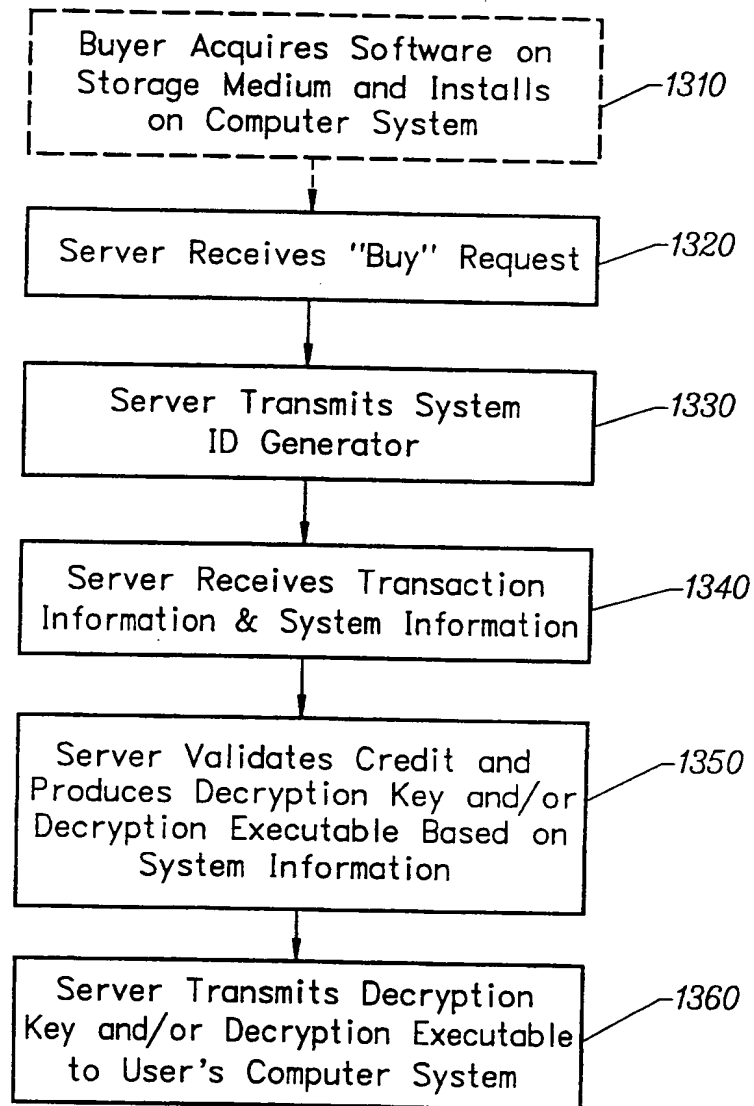 Buyer Acquires Software on
Storage Medium and Installs
on Computer System
1310
Server Receives "Buy" Request
1320
Server Transmits System
ID Generator
1330
Server Receives Transaction
Information & System Information
1340
Server Validates Credit and
Produces Decryption Key and/or
Decryption Executable Based on
System Information
1350
Server Transmits Decryption
Key and/or Decryption Executable
to User's Computer System
1360